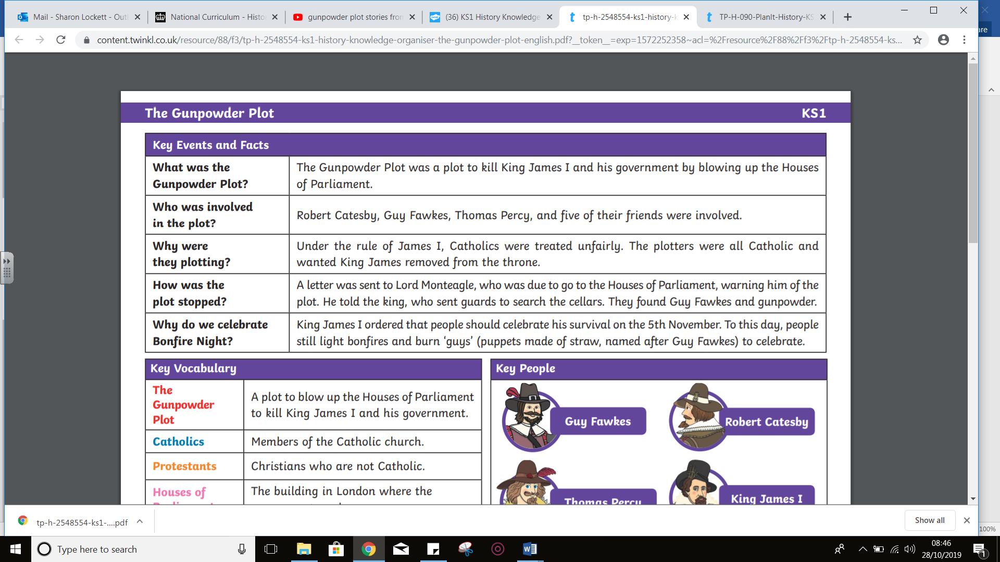 Mail - Sharon Lockett - Outl
National Curriculum - Histo
gunpowder plot stories from
(36) KS1 History Knowledge
tp-h-2548554-ks1-history-k
TP-H-090-PlanIt-History-KS
are
content.twinkl.co.uk/resource/88/f3/tp-h-2548554-ks1-history-knowledge-organiser-the-gunpowder-plot-english.pdf?__token__=exp=1572252358~acl=%2Fresource%2F88%2Ff3%2Ftp-h-2548554-ks...
The Gunpowder Plot
KS1
Key Events and Facts
What was the
Gunpowder Plot?
The Gunpowder Plot was a plot to kill King James I and his government by blowing up the Houses
of Parliament.
Who was involved
in the plot?
Robert Catesby, Guy Fawkes, Thomas Percy, and five of their friends were involved.
Why were
they plotting?
Under the rule of James I, Catholics were treated unfairly. The plotters were all Catholic and
wanted King James removed from the throne.
How was the
plot stopped?
A letter was sent to Lord Monteagle, who was due to go to the Houses of Parliament, warning him of the
plot. He told the king, who sent guards to search the cellars. They found Guy Fawkes and gunpowder.
Why do we celebrate
Bonfire Night?
King James I ordered that people should celebrate his survival on the 5th November. To this day, people
still light bonfires and burn ‘guys’ (puppets made of straw, named after Guy Fawkes) to celebrate.
Key Vocabulary
The
Gunpowder
Plot
A plot to blow up the Houses of Parliament
to kill King James I and his government.
Catholics
Members of the Catholic church.
Protestants
Christians who are not Catholic.
Houses of
The building in London where the
Key People
Guy Fawkes
Robert Catesby
Thomas Percy
King James I
tp-h-2548554-ks1-....pdf
Show all
100%
Type here to search
08:46
28/10/2019
1